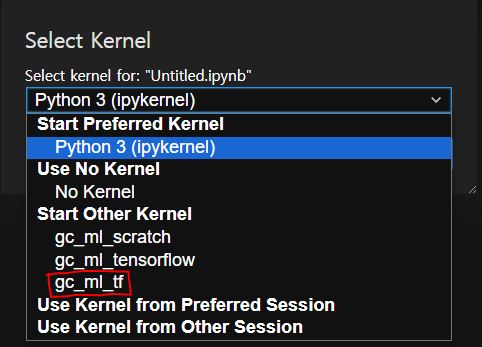 Select Kernel
Select kernel for: "Untitled.ipynb"
Python 3 (ipykernel)
Start Preferred Kernel
Python 3 (ipykernel)
Use No Kernel
No Kernel
Start Other Kernel
gc_ml_scratch
gc_ml_tensorflow
gc_ml_tf
Use Kernel from Preferred Session
Use Kernel from Other Session